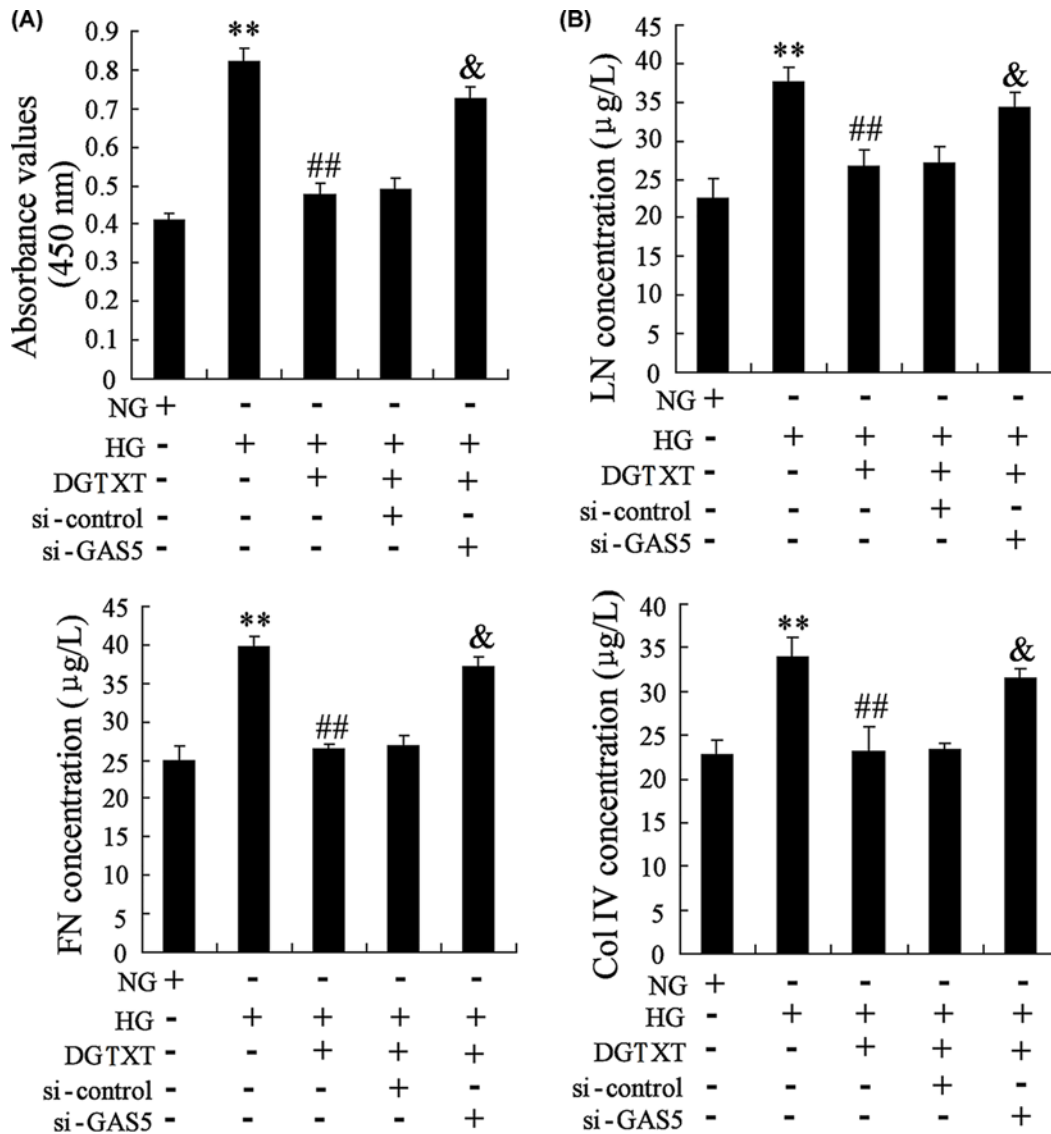 (A)
Absorbance values
(450 nm)
0.9
0.8
0.7
0.6
0.5
0.4
0.3
0.2
0.1
0
**
##
&
NG + - - - -
HG - + + + +
DGTXT - - + + +
si-control - - - + -
si-GAS5 - - - - +
(B)
LN concentration (µg/L)
45
40
35
30
25
20
15
10
5
0
**
##
&
NG + - - - -
HG - + + + +
DGTXT - - + + +
si-control - - - + -
si-GAS5 - - - - +
FN concentration (µg/L)
45
40
35
30
25
20
15
10
5
0
**
##
&
NG + - - - -
HG - + + + +
DGTXT - - + + +
si-control - - - + -
si-GAS5 - - - - +
Col IV concentration (µg/L)
40
35
30
25
20
15
10
5
0
**
##
&
NG + - - - -
HG - + + + +
DGTXT - - + + +
si-control - - - + -
si-GAS5 - - - - +